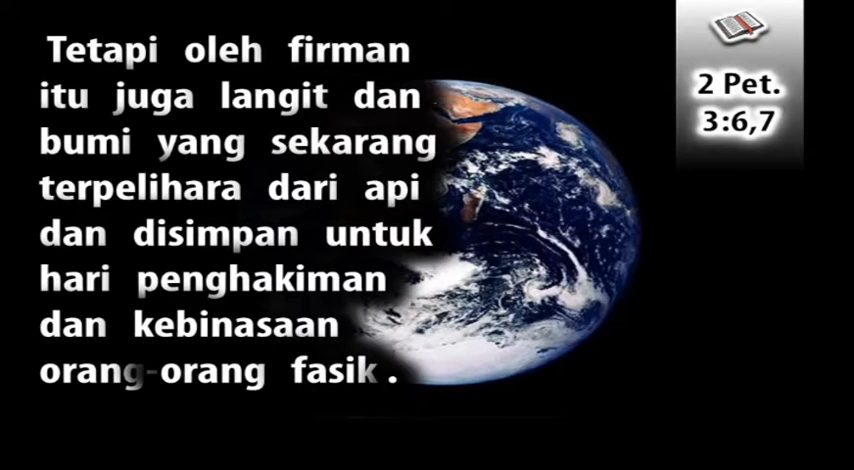 Tetapi oleh firman
itu juga langit dan
bumi yang sekarang
terpelihara dari api
dan disimpan untuk
hari penghakiman
dan kebinasaan
orang-orang fasik .
2 Pet.
3:6,7